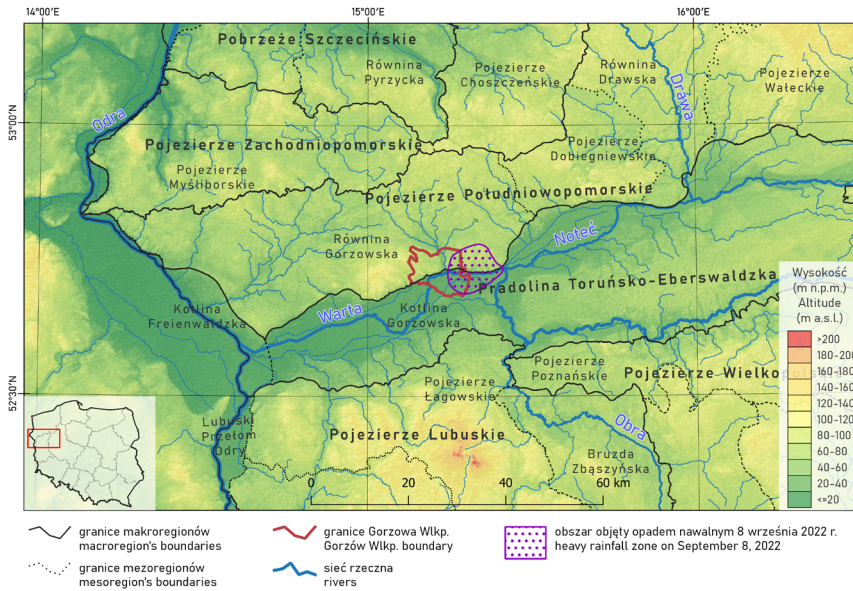 14°00'E
15°00'E
16°00'E
53°00'N
52°30'N
Pobrzeże Szczecińskie
Równina
Pyrzycka
Pojezierze
Choszczeńskie
Równina
Drawska
Pojezierze
Wałeckie
Odra
Drawa
Pojezierze Zachodniopomorskie
Pojezierze
Myśliborskie
Pojezierze
Dobiegniewskie
Pojezierze Południowopomorskie
Równina
Gorzowska
Noteć
Pradolina Toruńsko-Eberswaldzka
Kotlina
Freienwaldzka
Warta
Kotlina
Gorzowska
Pojezierze
Poznańskie
Pojezierze Wielkopolskie
Pojezierze
Łagowskie
Lubuski
Przełom
Odry
Pojezierze Lubuskie
Obra
Bruzda
Zbąszyńska
0 20 40 60 km
Wysokość
(m n.p.m.)
Altitude
(m a.s.l.)
>200
180-200
160-180
140-160
120-140
100-120
80-100
60-80
40-60
20-40
<=20
granice makroregionów
macroregion's boundaries
granice mezoregionów
mesoregion's boundaries
granice Gorzowa Wlkp.
Gorzów Wlkp. boundary
sieć rzeczna
rivers
obszar objęty opadem nawalnym 8 września 2022 r.
heavy rainfall zone on September 8, 2022